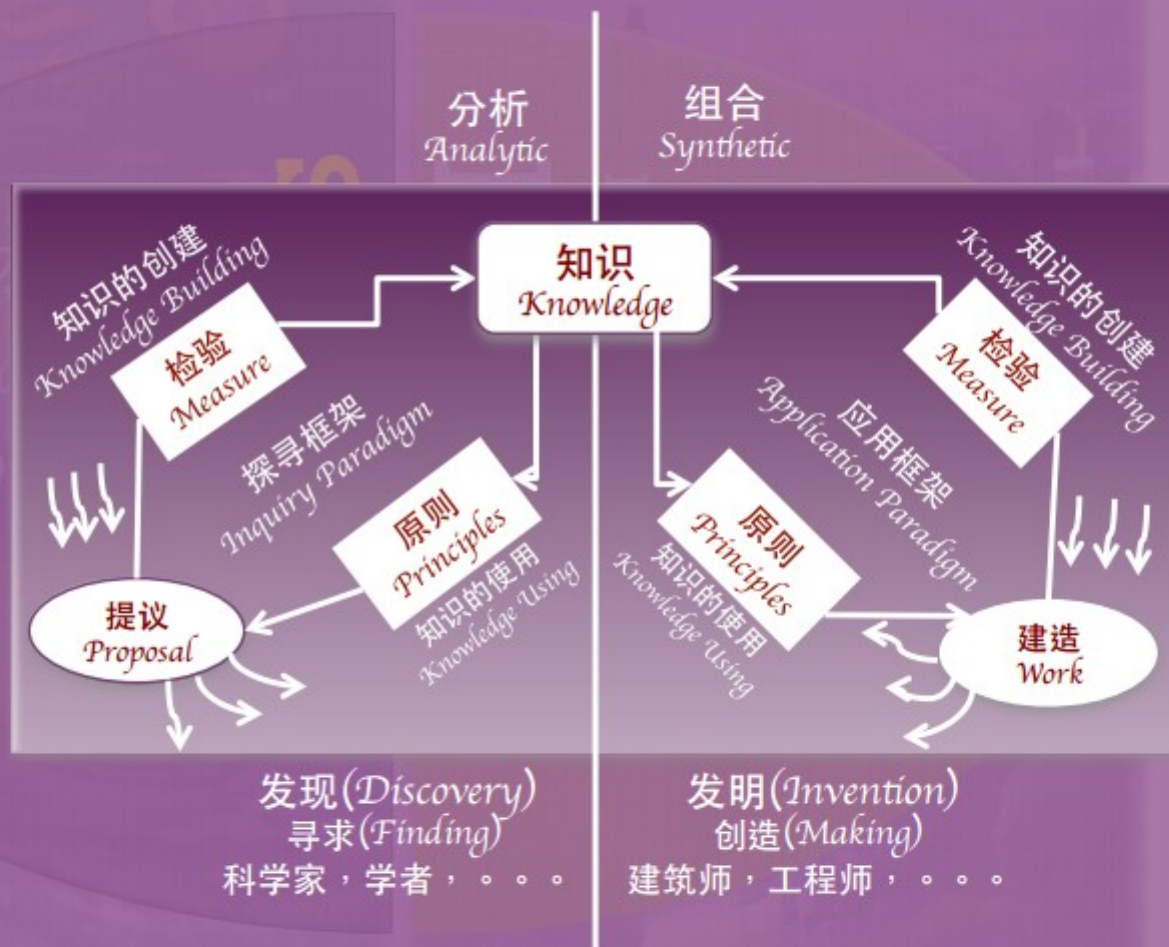 分析
Analytic
组合
Synthetic
知识
Knowledge
知识的创建
Knowledge Building
检验
Measure
探寻框架
Inquiry Paradigm
原则
Principles
知识的使用
Knowledge Using
提议
Proposal
知识的创建
Knowledge Building
检验
Measure
应用框架
Application Paradigm
原则
Principles
知识的使用
Knowledge Using
建造
Work
发现(Discovery)
寻求(Finding)
科学家，学者，。。。
发明(Invention)
创造(Making)
建筑师，工程师，。。。